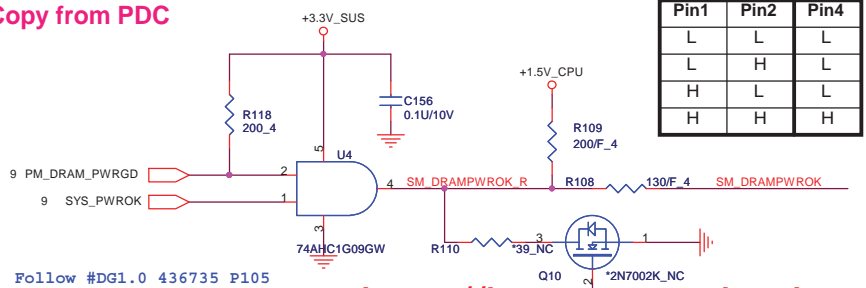 Copy from PDC
+3.3V_SUS
Pin1 Pin2 Pin4
L L L
L H L
H L L
H H H
+1.5V_CPU
R118
200_4
C156
0.1U/10V
R109
200/F_4
U4
5
9 PM_DRAM_PWRGD
2
9 SYS_PWROK
1
4
SM_DRAMPWROK_R
R108
130/F_4
SM_DRAMPWROK
3
74AHC1G09GW
R110
*39_NC
3
1
Q10
*2N7002K_NC
2
Follow #DG1.0 436735 P105